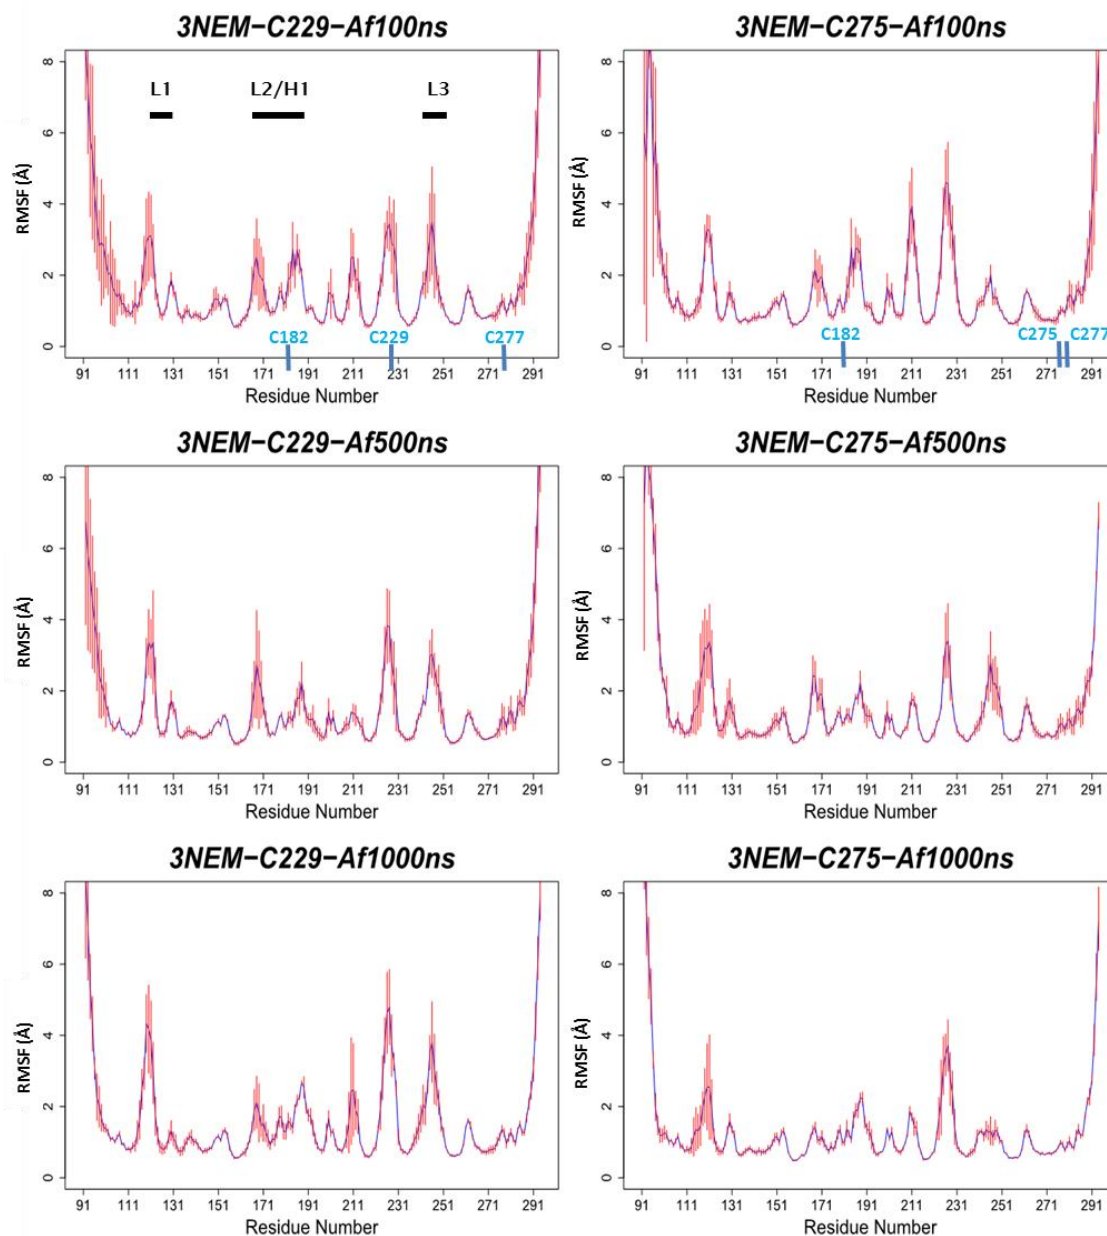 3NEM−C229−Af100ns
8
6
4
2
0
RMSF (Å)
L1 L2/H1 L3
C182 C229 C277
91 111 131 151 171 191 211 231 251 271 291
Residue Number
3NEM−C275−Af100ns
8
6
4
2
0
RMSF (Å)
C182 C275 C277
91 111 131 151 171 191 211 231 251 271 291
Residue Number
3NEM−C229−Af500ns
8
6
4
2
0
RMSF (Å)
91 111 131 151 171 191 211 231 251 271 291
Residue Number
3NEM−C275−Af500ns
8
6
4
2
0
RMSF (Å)
91 111 131 151 171 191 211 231 251 271 291
Residue Number
3NEM−C229−Af1000ns
8
6
4
2
0
RMSF (Å)
91 111 131 151 171 191 211 231 251 271 291
Residue Number
3NEM−C275−Af1000ns
8
6
4
2
0
RMSF (Å)
91 111 131 151 171 191 211 231 251 271 291
Residue Number